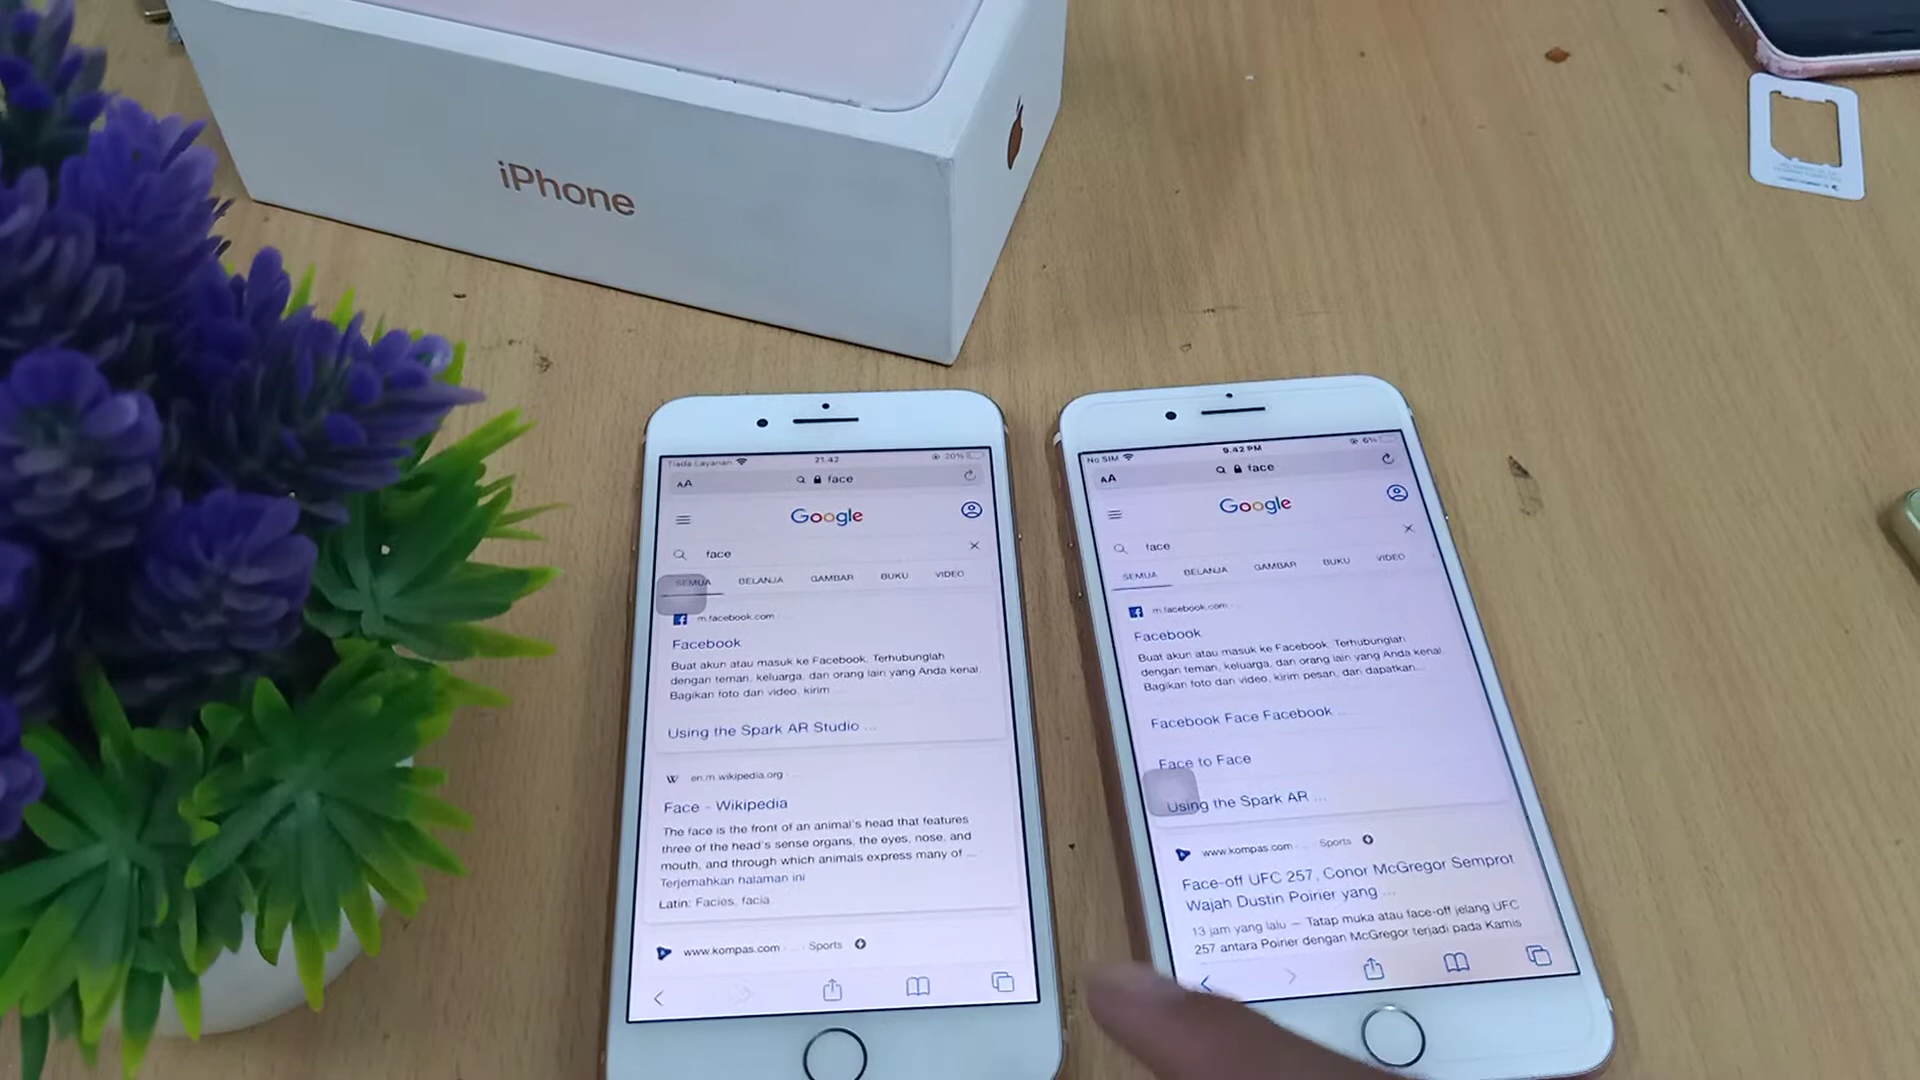 iPhone
Tiada Layanan 21.42 20%
AA face
Google
face
SEMUA BELANJA GAMBAR BUKU VIDEO
m.facebook.com
Facebook
Buat akun atau masuk ke Facebook. Terhubunglah
dengan teman, keluarga, dan orang lain yang Anda kenal.
Bagikan foto dan video, kirim ...
Using the Spark AR Studio ...
W en.m.wikipedia.org
Face - Wikipedia
The face is the front of an animal's head that features
three of the head's sense organs, the eyes, nose, and
mouth, and through which animals express many of ...
Terjemahkan halaman ini
Latin: Facies, facia
www.kompas.com Sports
No SIM 9.42 PM 6%
AA face
Google
face
SEMUA BELANJA GAMBAR BUKU VIDEO
m.facebook.com
Facebook
Buat akun atau masuk ke Facebook. Terhubunglah
dengan teman, keluarga, dan orang lain yang Anda kenal.
Bagikan foto dan video, kirim pesan, dan dapatkan...
Facebook Face Facebook ...
Face to Face
Using the Spark AR ...
www.kompas.com Sports
Face-off UFC 257, Conor McGregor Semprot
Wajah Dustin Poirier yang ...
13 jam yang lalu — Tatap muka atau face-off jelang UFC
257 antara Poirier dengan McGregor terjadi pada Kamis